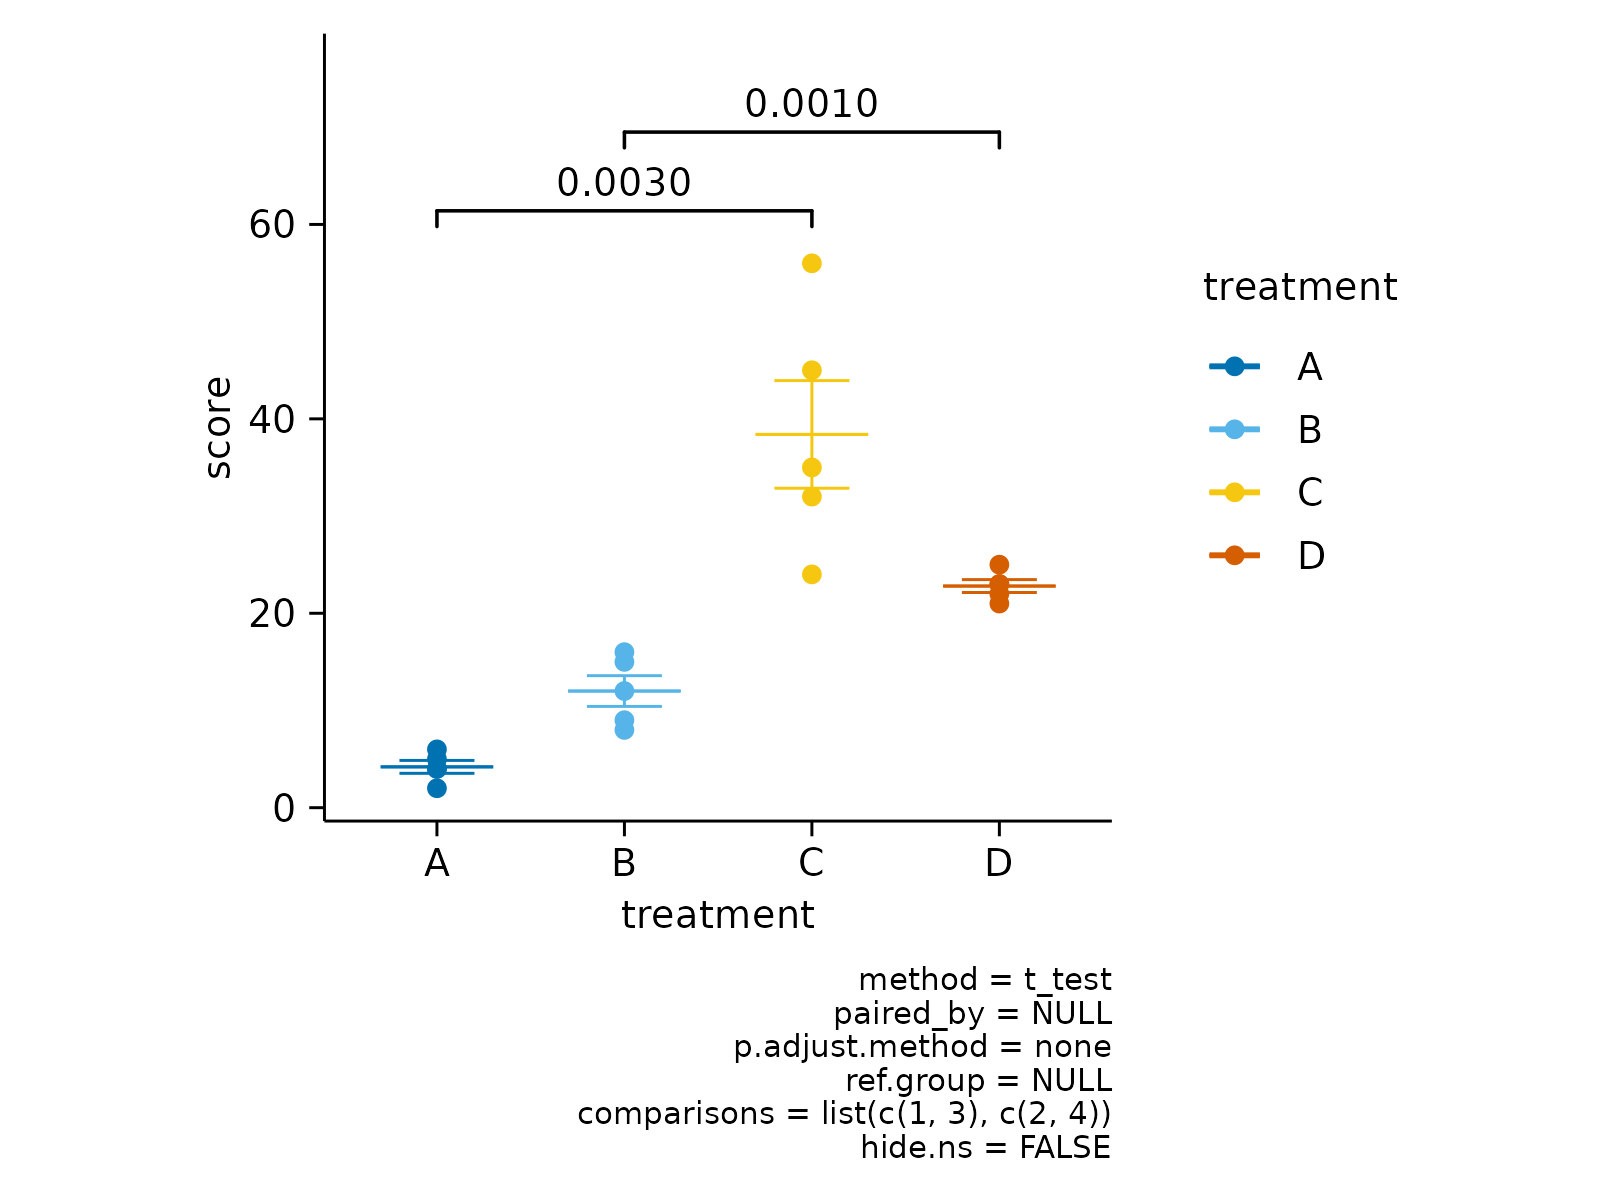 0.0010
0.0030
60
40
20
0
score
A
B
C
D
treatment
treatment
A
B
C
D
method = t_test
paired_by = NULL
p.adjust.method = none
ref.group = NULL
comparisons = list(c(1, 3), c(2, 4))
hide.ns = FALSE